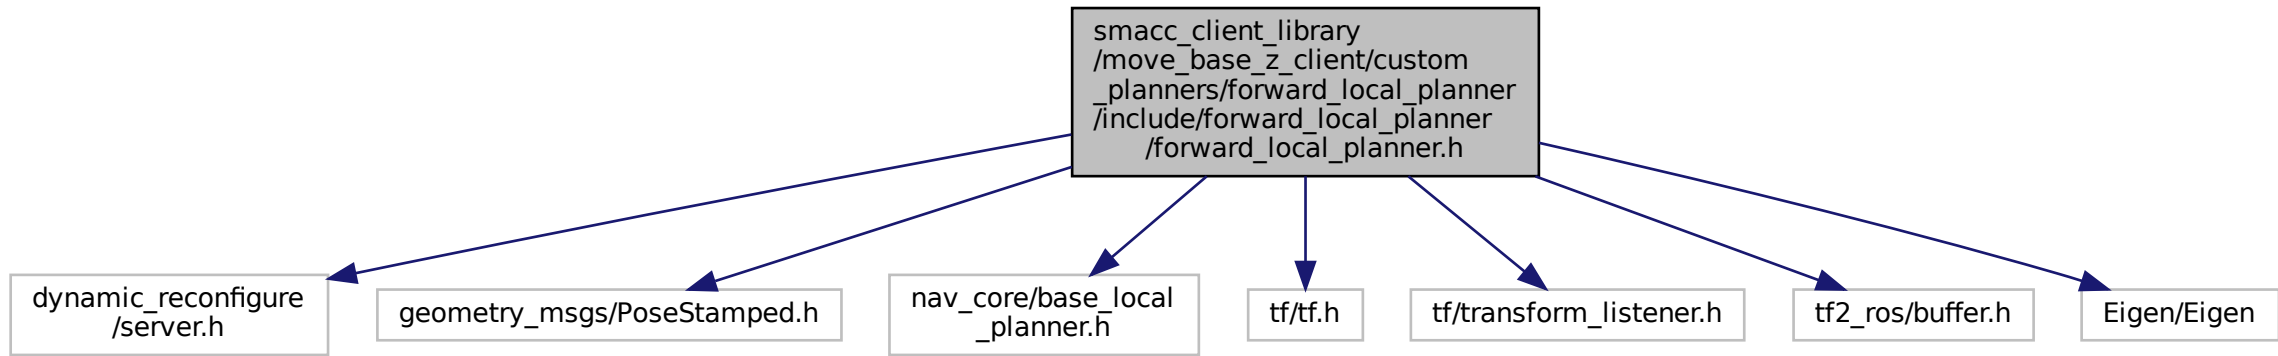 smacc_client_library
/move_base_z_client/custom
_planners/forward_local_planner
/include/forward_local_planner
/forward_local_planner.h
dynamic_reconfigure
/server.h
geometry_msgs/PoseStamped.h
nav_core/base_local
_planner.h
tf/tf.h
tf/transform_listener.h
tf2_ros/buffer.h
Eigen/Eigen